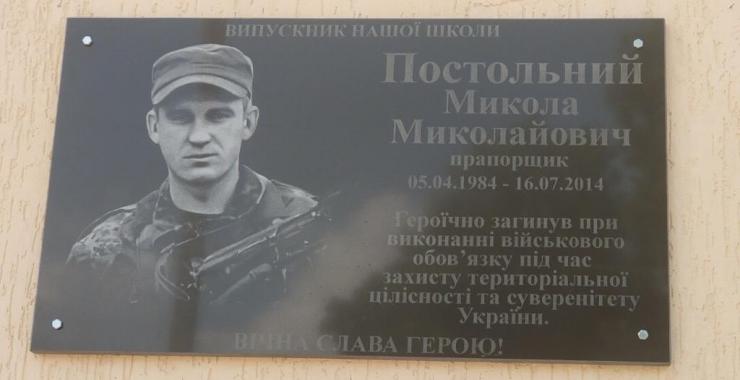 ВИПУСКНИК НАШОЇ ШКОЛИ
Постольний
Микола
Миколайович
прапорщик
05.04.1984 - 16.07.2014
Героїчно загинув при
виконанні військового
обов’язку під час
захисту територіальної
цілісності та суверенітету
України.
ВІЧНА СЛАВА ГЕРОЮ!